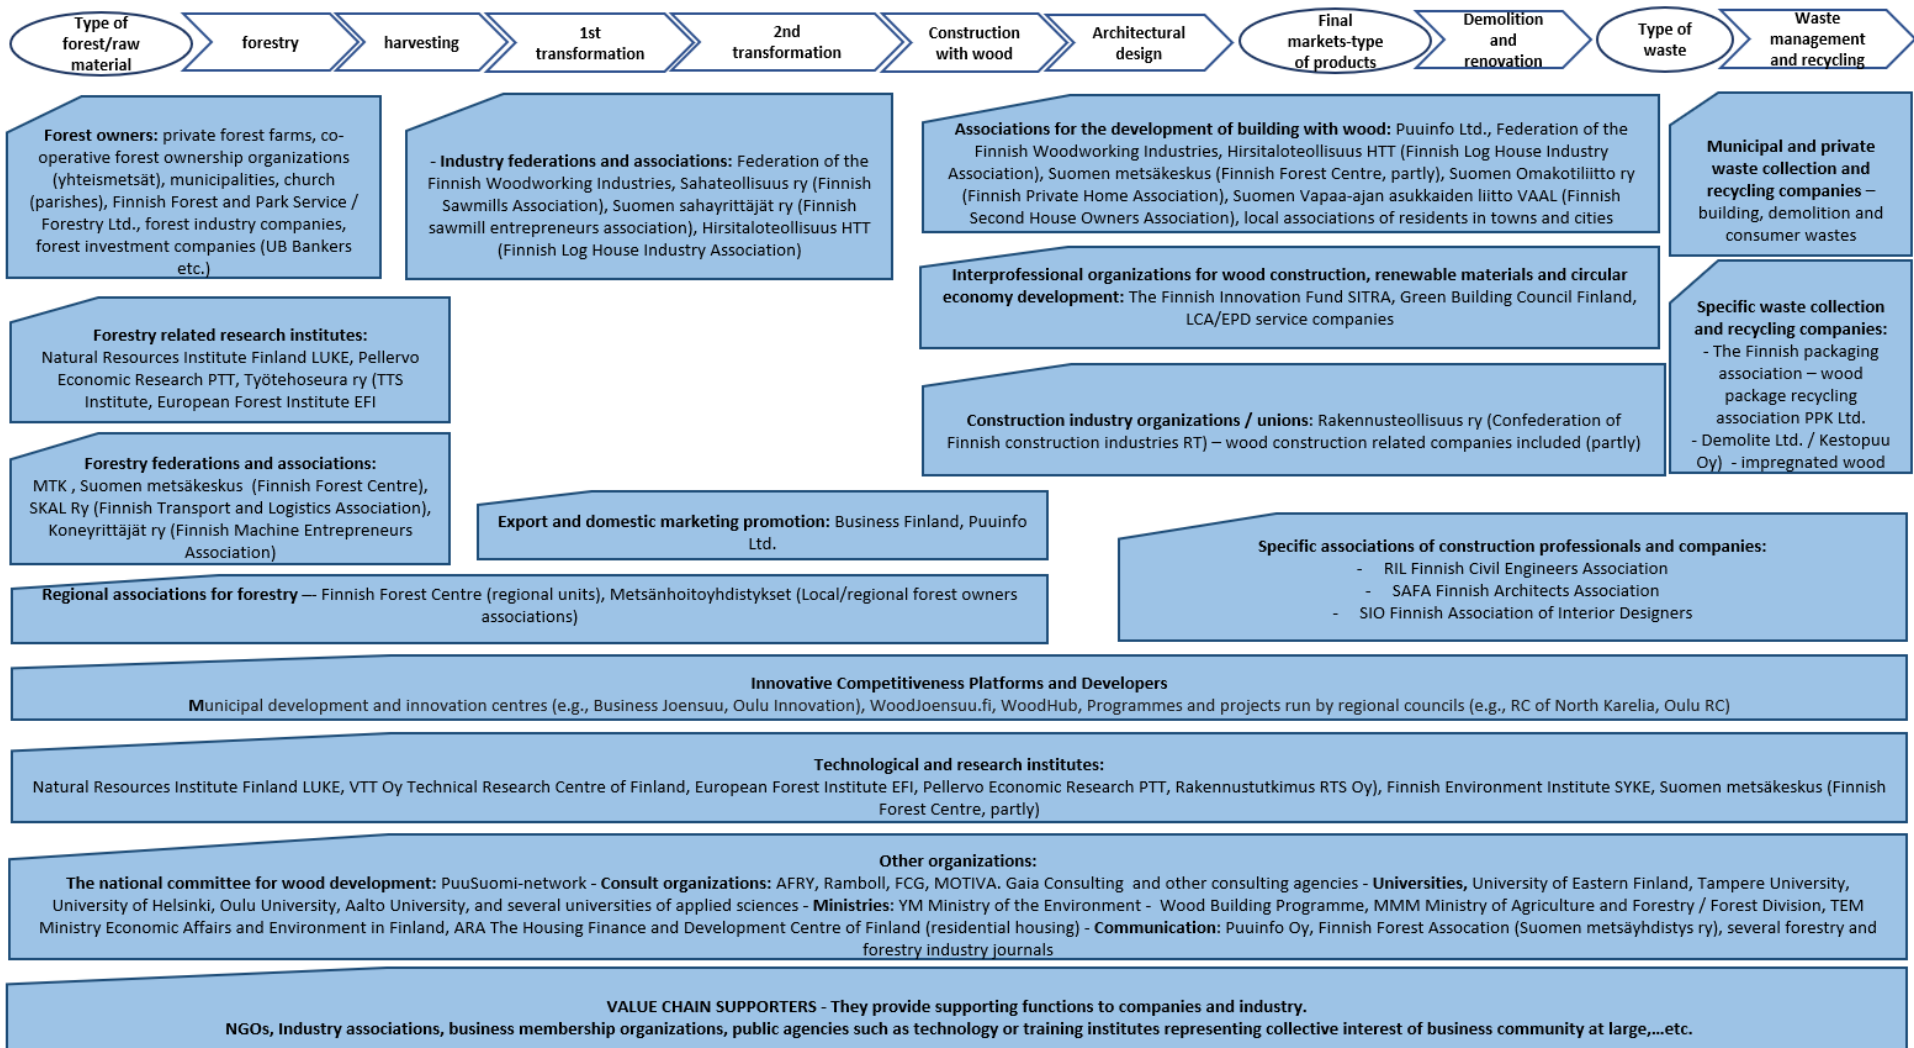 Type of
forest/raw
material
forestry
harvesting
1st
transformation
2nd
transformation
Construction
with wood
Architectural
design
Final
markets-type
of products
Demolition
and
renovation
Type of
waste
Waste
management
and recycling
Forest owners: private forest farms, co-
operative forest ownership organizations
(yhteismetsät), municipalities, church
(parishes), Finnish Forest and Park Service /
Forestry Ltd., forest industry companies,
forest investment companies (UB Bankers
etc.)
- Industry federations and associations: Federation of the
Finnish Woodworking Industries, Sahateollisuus ry (Finnish
Sawmills Association), Suomen sahayrittäjät ry (Finnish
sawmill entrepreneurs association), Hirsitaloteollisuus HTT
(Finnish Log House Industry Association)
Associations for the development of building with wood: Puuinfo Ltd., Federation of the
Finnish Woodworking Industries, Hirsitaloteollisuus HTT (Finnish Log House Industry
Association), Suomen metsäkeskus (Finnish Forest Centre, partly), Suomen Omakotiliitto ry
(Finnish Private Home Association), Suomen Vapaa-ajan asukkaiden liitto VAAL (Finnish
Second House Owners Association), local associations of residents in towns and cities
Municipal and private
waste collection and
recycling companies –
building, demolition and
consumer wastes
Interprofessional organizations for wood construction, renewable materials and circular
economy development: The Finnish Innovation Fund SITRA, Green Building Council Finland,
LCA/EPD service companies
Specific waste collection
and recycling companies:
- The Finnish packaging
association – wood
package recycling
association PPK Ltd.
- Demolite Ltd. / Kestopuu
Oy) - impregnated wood
Forestry related research institutes:
Natural Resources Institute Finland LUKE, Pellervo
Economic Research PTT, Työtehoseura ry (TTS
Institute, European Forest Institute EFI
Construction industry organizations / unions: Rakennusteollisuus ry (Confederation of
Finnish construction industries RT) – wood construction related companies included (partly)
Forestry federations and associations:
MTK , Suomen metsäkeskus (Finnish Forest Centre),
SKAL Ry (Finnish Transport and Logistics Association),
Koneyrittäjät ry (Finnish Machine Entrepreneurs
Association)
Export and domestic marketing promotion: Business Finland, Puuinfo
Ltd.
Specific associations of construction professionals and companies:
- RIL Finnish Civil Engineers Association
- SAFA Finnish Architects Association
- SIO Finnish Association of Interior Designers
Regional associations for forestry –- Finnish Forest Centre (regional units), Metsänhoitoyhdistykset (Local/regional forest owners
associations)
Innovative Competitiveness Platforms and Developers
Municipal development and innovation centres (e.g., Business Joensuu, Oulu Innovation), WoodJoensuu.fi, WoodHub, Programmes and projects run by regional councils (e.g., RC of North Karelia, Oulu RC)
Technological and research institutes:
Natural Resources Institute Finland LUKE, VTT Oy Technical Research Centre of Finland, European Forest Institute EFI, Pellervo Economic Research PTT, Rakennustutkimus RTS Oy), Finnish Environment Institute SYKE, Suomen metsäkeskus (Finnish
Forest Centre, partly)
Other organizations:
The national committee for wood development: PuuSuomi-network - Consult organizations: AFRY, Ramboll, FCG, MOTIVA. Gaia Consulting and other consulting agencies - Universities, University of Eastern Finland, Tampere University,
University of Helsinki, Oulu University, Aalto University, and several universities of applied sciences - Ministries: YM Ministry of the Environment - Wood Building Programme, MMM Ministry of Agriculture and Forestry / Forest Division, TEM
Ministry Economic Affairs and Environment in Finland, ARA The Housing Finance and Development Centre of Finland (residential housing) - Communication: Puuinfo Oy, Finnish Forest Assocation (Suomen metsäyhdistys ry), several forestry and
forestry industry journals
VALUE CHAIN SUPPORTERS - They provide supporting functions to companies and industry.
NGOs, Industry associations, business membership organizations, public agencies such as technology or training institutes representing collective interest of business community at large,...etc.